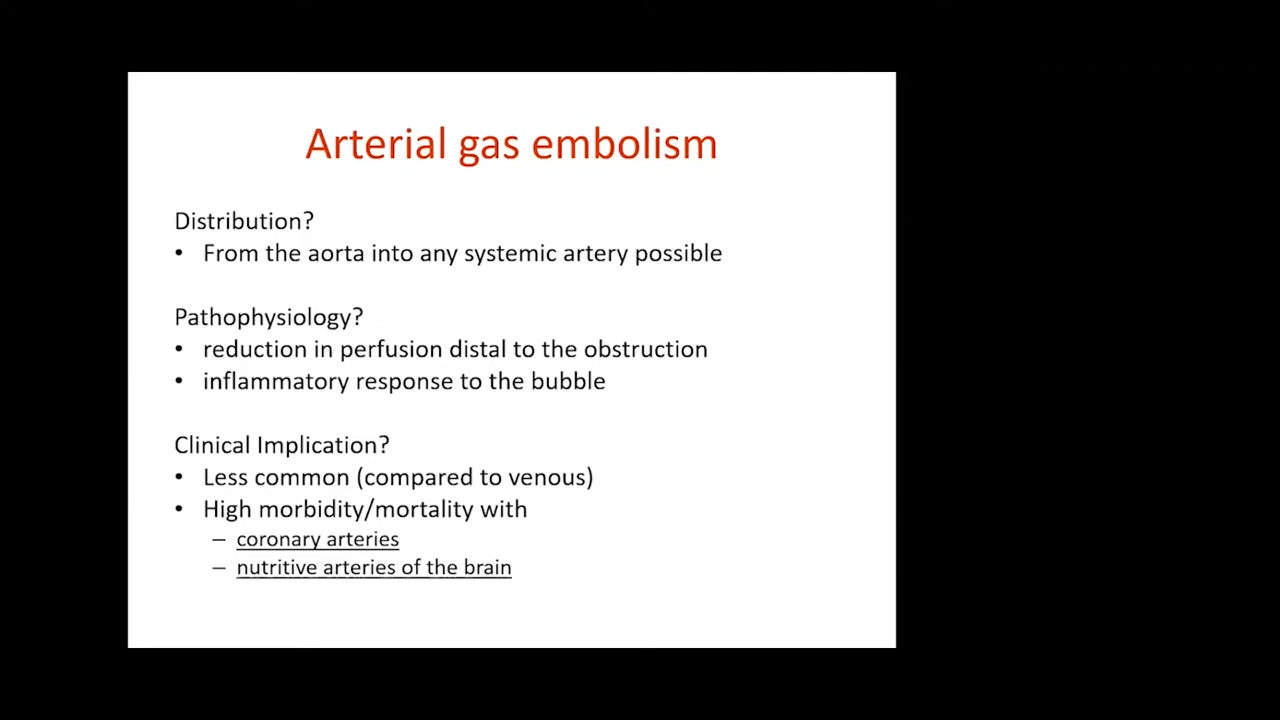 Arterial gas embolism
Distribution?
• From the aorta into any systemic artery possible
Pathophysiology?
• reduction in perfusion distal to the obstruction
• inflammatory response to the bubble
Clinical Implication?
• Less common (compared to venous)
• High morbidity/mortality with
– coronary arteries
– nutritive arteries of the brain